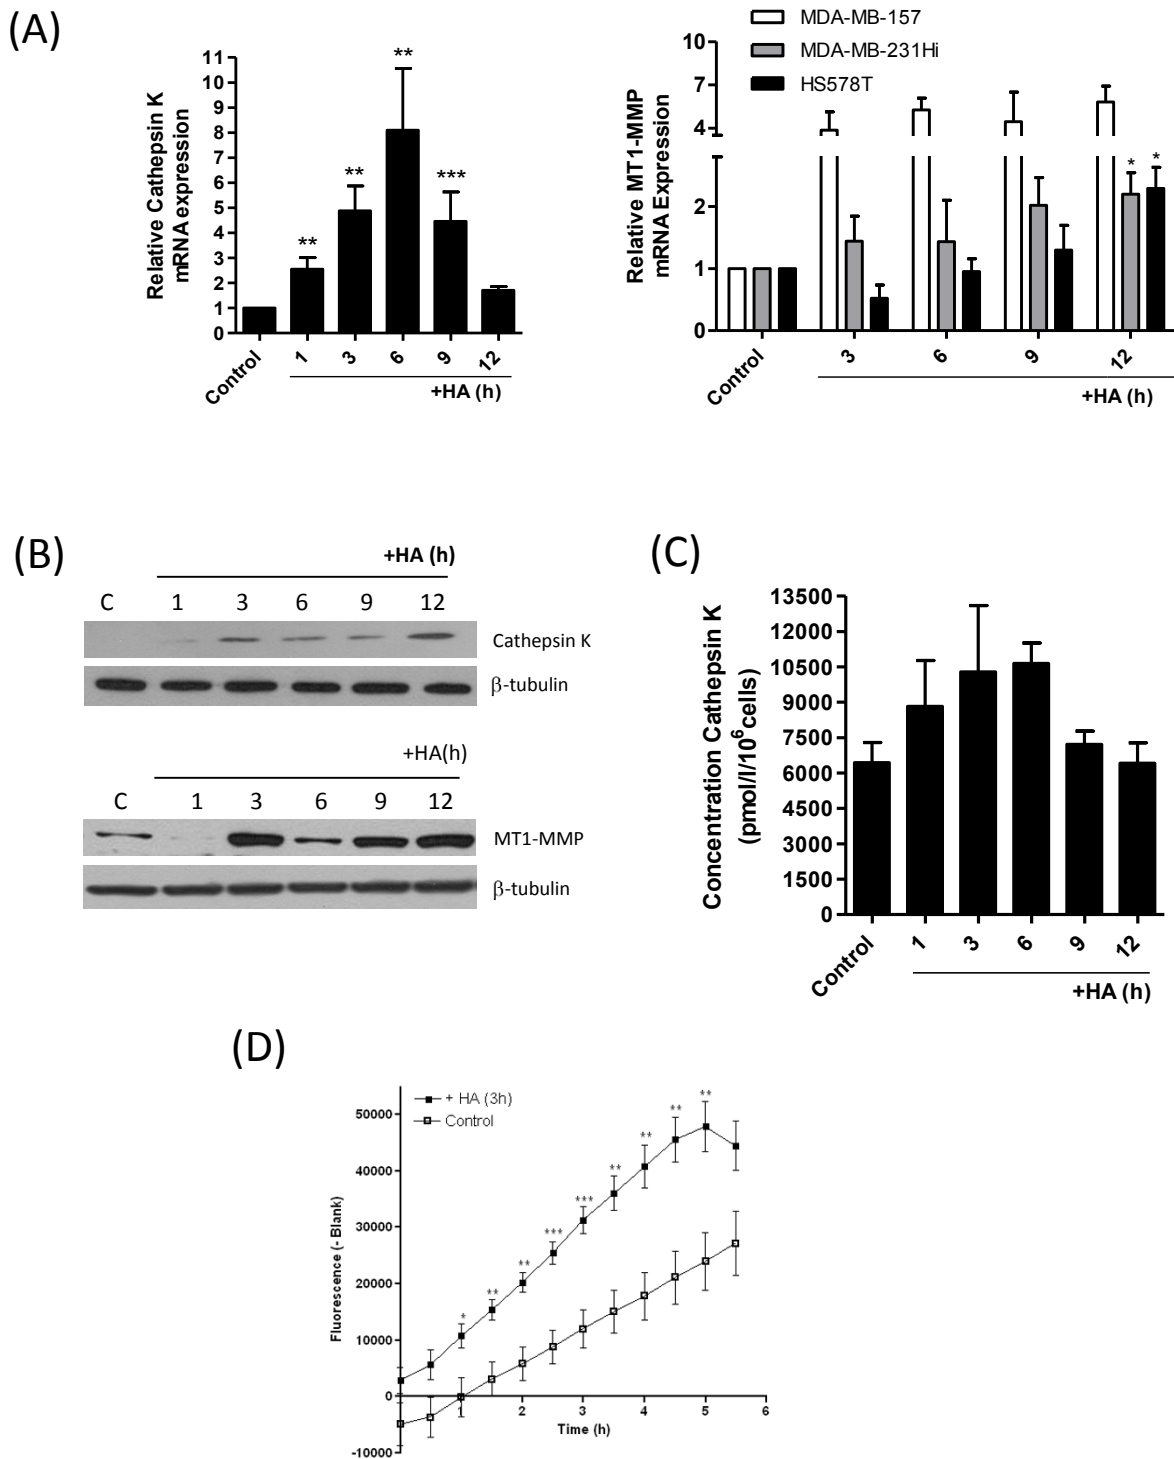 (A)
Relative Cathepsin K
mRNA expression
11
10
9
8
7
6
5
4
3
2
1
0
**
**
**
***
Control
1
3
6
9
12
+HA (h)
MDA-MB-157
MDA-MB-231Hi
HS578T
Relative MT1-MMP
mRNA Expression
10
7
4
2
1
0
*
*
Control
3
6
9
12
+HA (h)
(B)
+HA (h)
C 1 3 6 9 12
Cathepsin K
β-tubulin
+HA(h)
C 1 3 6 9 12
MT1-MMP
β-tubulin
(C)
Concentration Cathepsin K
(pmol/l/10⁶cells)
13500
12000
10500
9000
7500
6000
4500
3000
1500
0
Control
1
3
6
9
12
+HA (h)
(D)
+ HA (3h)
Control
Fluorescence (- Blank)
50000
40000
30000
20000
10000
0
-10000
*
**
**
***
***
**
**
**
**
1
2
3
4
5
6
Time (h)